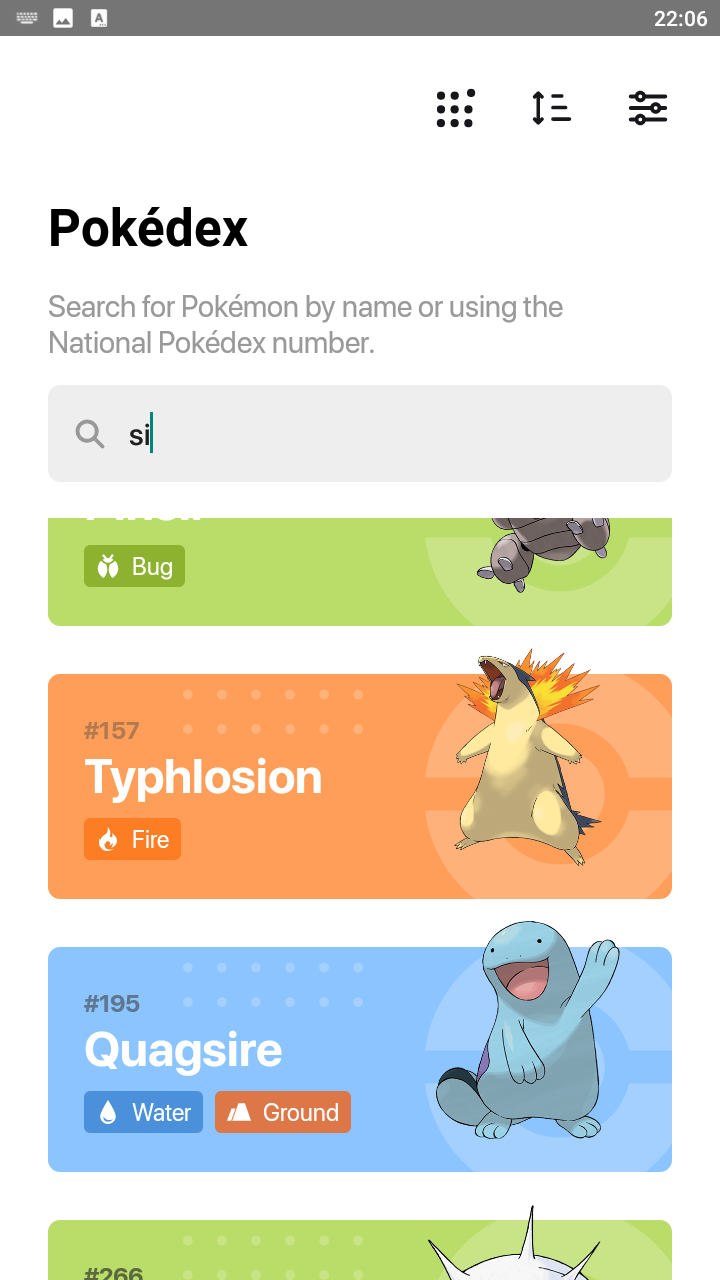 22:06
Pokédex
Search for Pokémon by name or using the
National Pokédex number.
si
Bug
#157
Typhlosion
Fire
#195
Quagsire
Water Ground
#266